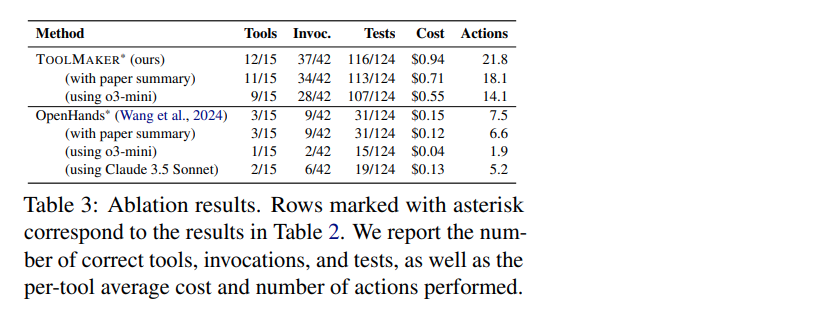 Method Tools Invoc. Tests Cost Actions
TOOLMAKER* (ours) 12/15 37/42 116/124 $0.94 21.8
(with paper summary) 11/15 34/42 113/124 $0.71 18.1
(using o3-mini) 9/15 28/42 107/124 $0.55 14.1
OpenHands* (Wang et al., 2024) 3/15 9/42 31/124 $0.15 7.5
(with paper summary) 3/15 9/42 31/124 $0.12 6.6
(using o3-mini) 1/15 2/42 15/124 $0.04 1.9
(using Claude 3.5 Sonnet) 2/15 6/42 19/124 $0.13 5.2
Table 3: Ablation results. Rows marked with asterisk
correspond to the results in Table 2. We report the num-
ber of correct tools, invocations, and tests, as well as the
per-tool average cost and number of actions performed.